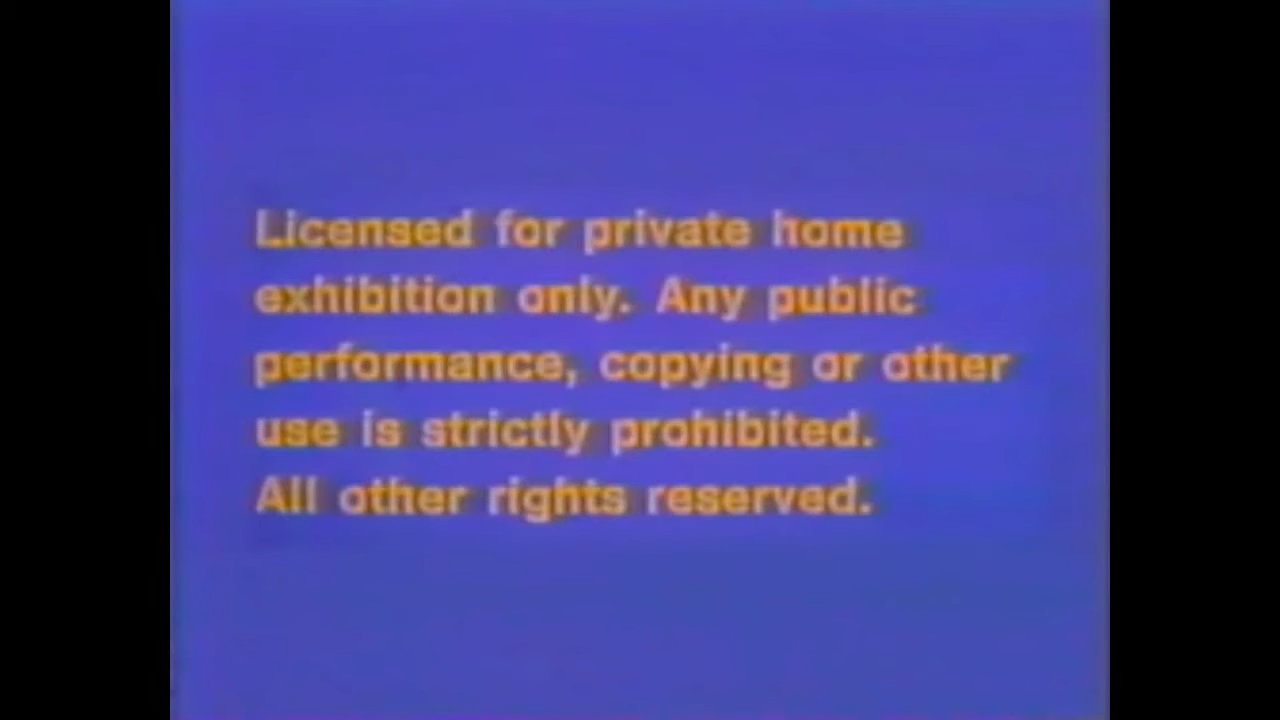 Licensed for private home
exhibition only. Any public
performance, copying or other
use is strictly prohibited.
All other rights reserved.